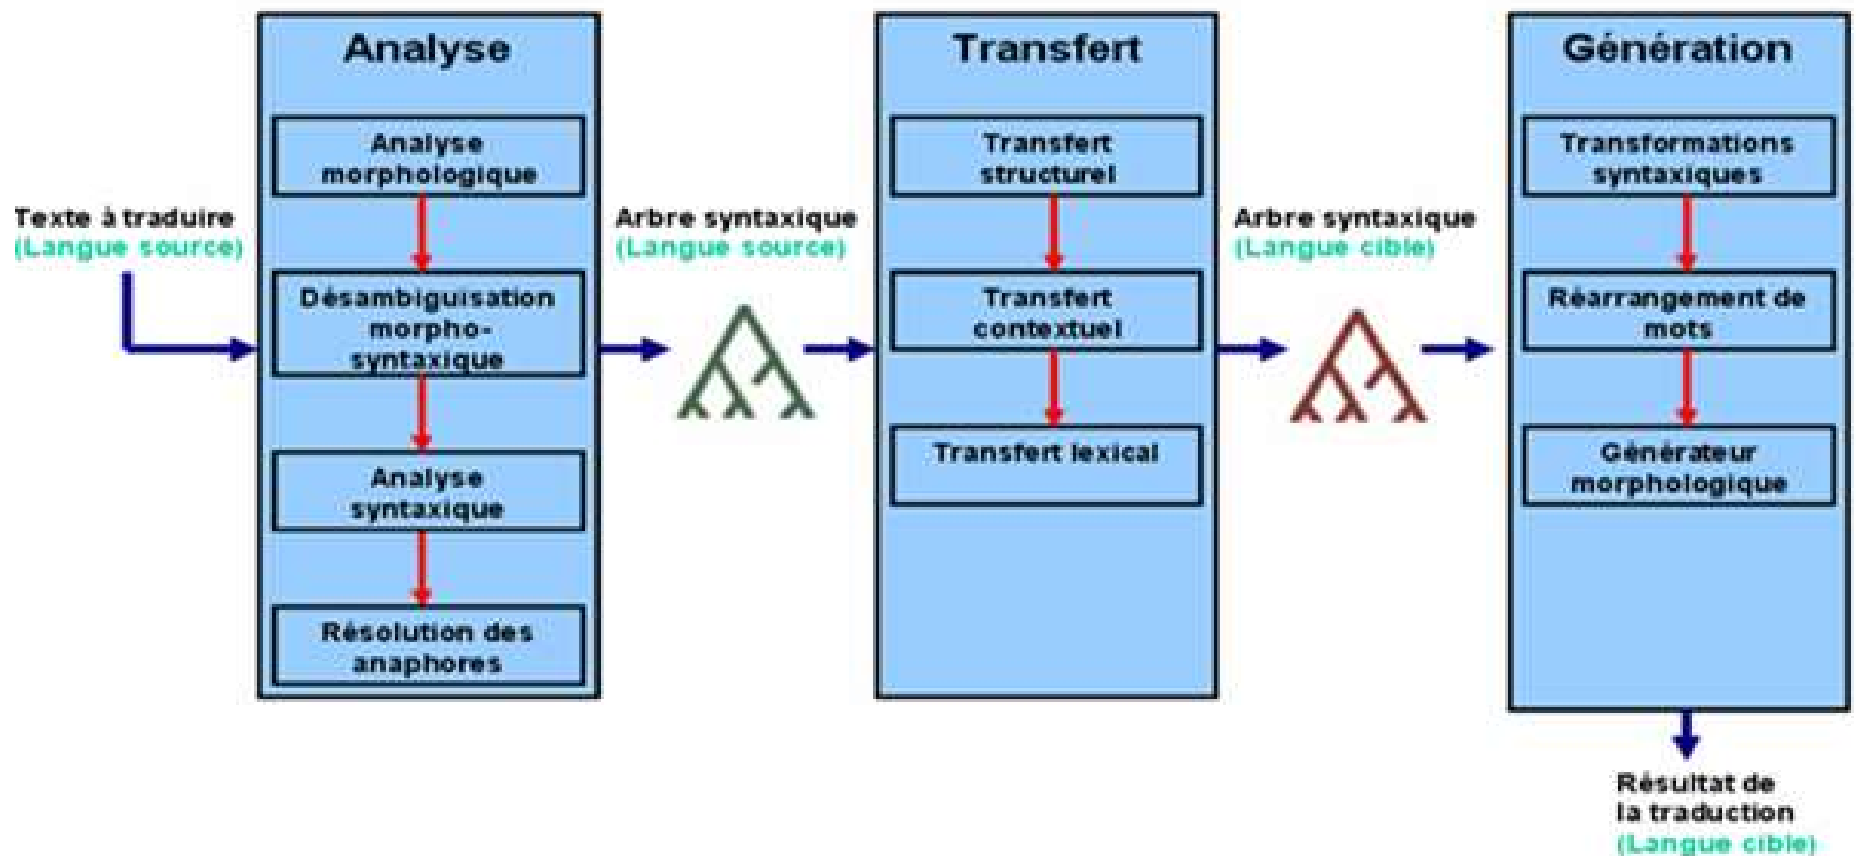 Texte à traduire
(Langue source)
Analyse
Analyse
morphologique
Désambiguisation
morpho-
syntaxique
Analyse
syntaxique
Résolution des
anaphores
Arbre syntaxique
(Langue source)
Transfert
Transfert
structurel
Transfert
contextuel
Transfert lexical
Arbre syntaxique
(Langue cible)
Génération
Transformations
syntaxiques
Réarrangement de
mots
Générateur
morphologique
Résultat de
la traduction
(Langue cible)